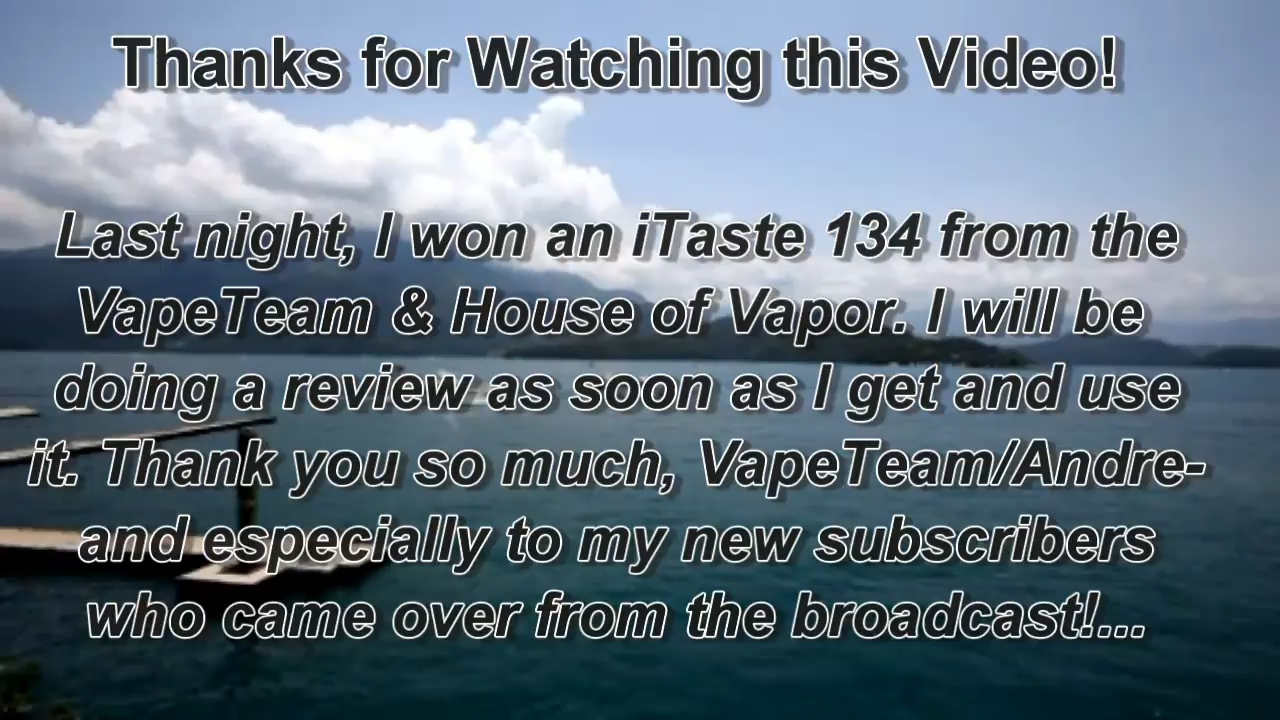 Thanks for Watching this Video!
Last night, I won an iTaste 134 from the
VapeTeam & House of Vapor. I will be
doing a review as soon as I get and use
it. Thank you so much, VapeTeam/Andre-
and especially to my new subscribers
who came over from the broadcast!...